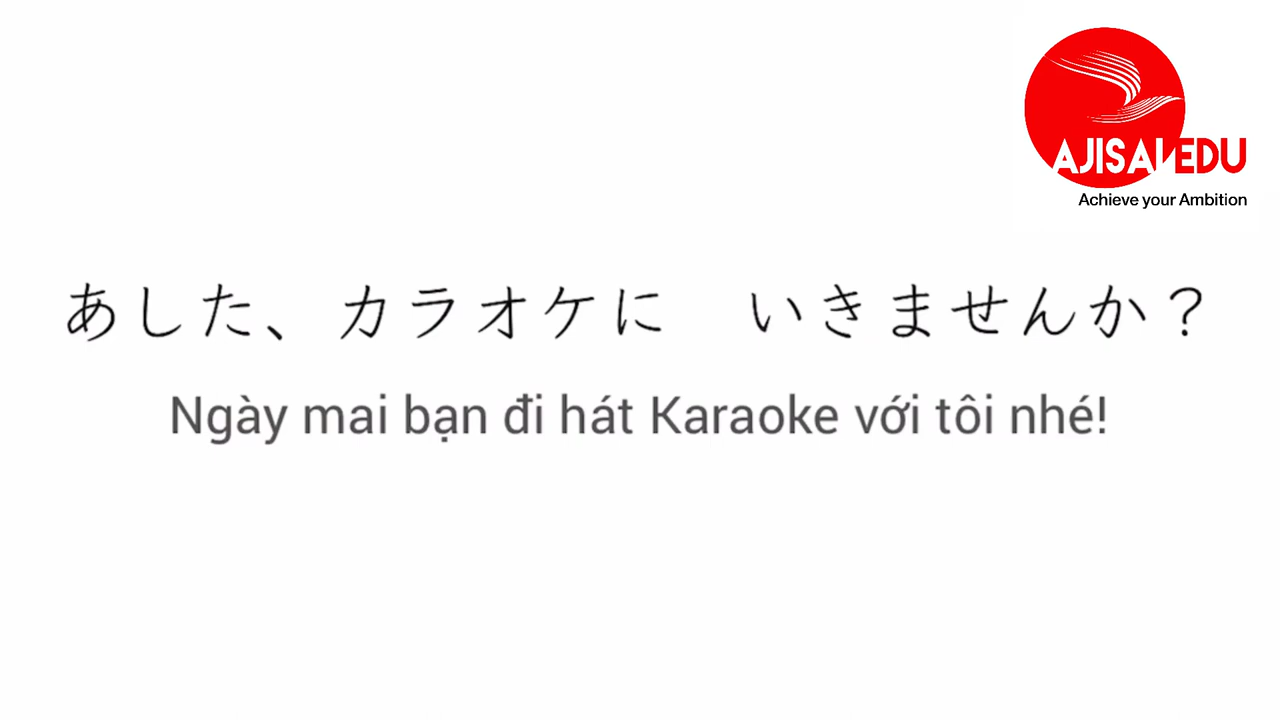 AJISAI EDU
Achieve your Ambition
あした、カラオケに　いきませんか？
Ngày mai bạn đi hát Karaoke với tôi nhé!